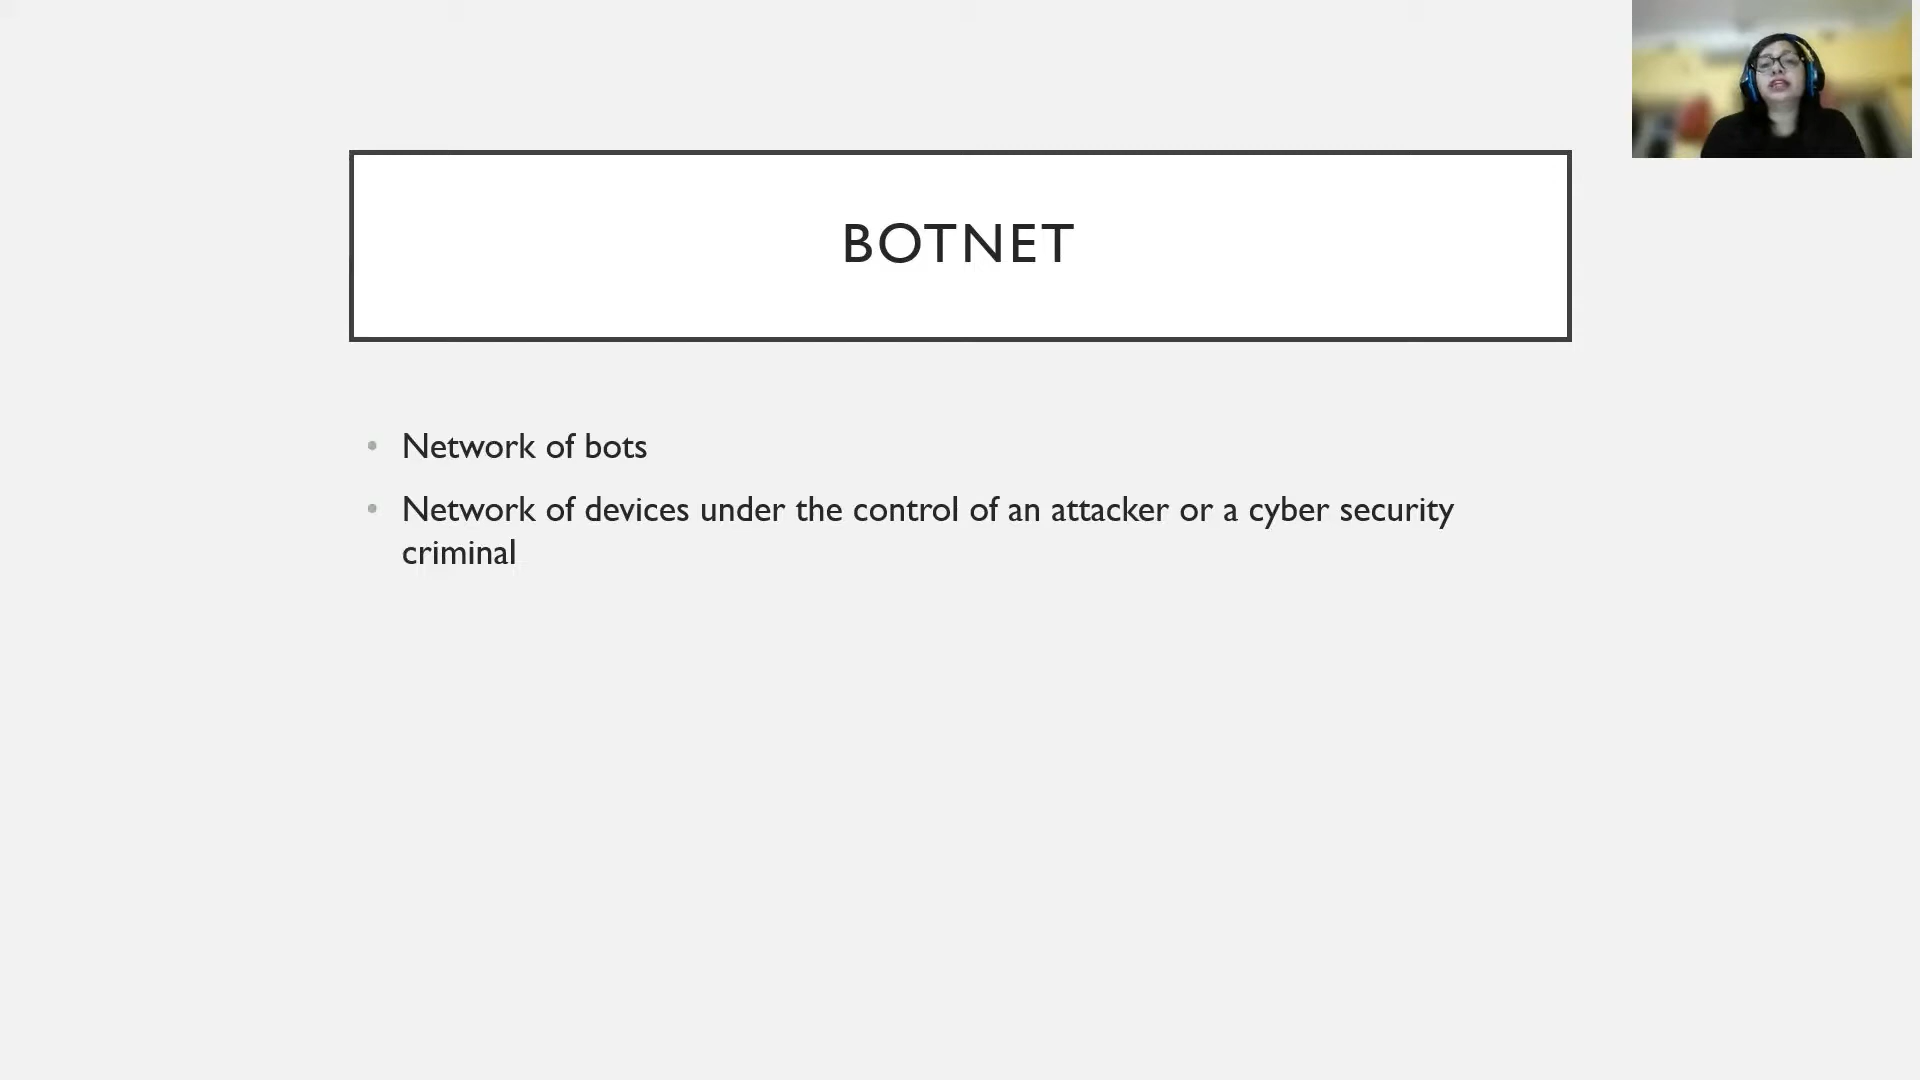 BOTNET
• Network of bots
• Network of devices under the control of an attacker or a cyber security
criminal